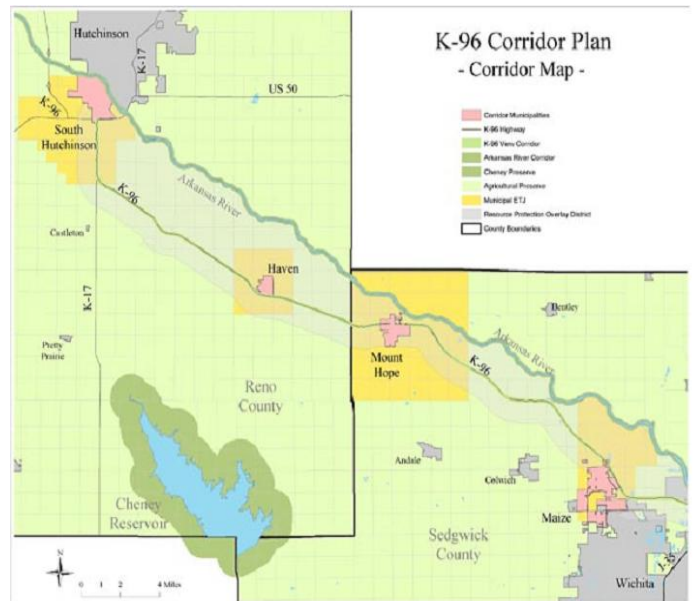 K-96 Corridor Plan
- Corridor Map -
Corridor Municipalities
K-96 Highway
K-96 View Corridor
Arkansas River Corridor
Cheney Preserve
Agricultural Preserve
Municipal ETJ
Resource Protection Overlay District
County Boundaries
Hutchinson
K-17
US 50
K-96
South
Hutchinson
Arkansas River
K-96
Castleton
Haven
K-17
Pretty
Prairie
Bentley
Arkansas River
Mount
Hope
K-96
Reno
County
Andale
Colwich
Cheney
Reservoir
Maize
Sedgwick
County
Wichita
N
0 1 2 4 Miles